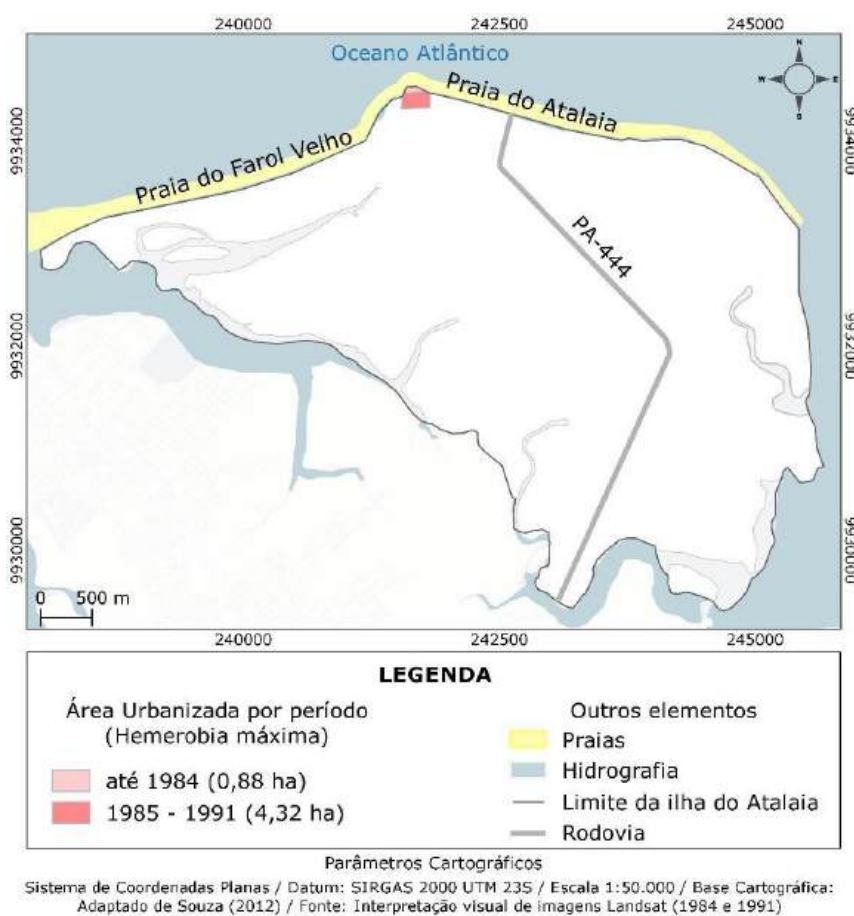 240000 242500 245000
Oceano Atlântico
N
W E
S
Praia do Atalaia
Praia do Farol Velho
9934000 9934000
PA-444
9932000 9932000
9930000 9930000
0 500 m
240000 242500 245000
LEGENDA
Área Urbanizada por período
(Hemerobia máxima)
até 1984 (0,88 ha)
1985 - 1991 (4,32 ha)
Outros elementos
Praias
Hidrografia
Limite da ilha do Atalaia
Rodovia
Parâmetros Cartográficos
Sistema de Coordenadas Planas / Datum: SIRGAS 2000 UTM 23S / Escala 1:50.000 / Base Cartográfica:
Adaptado de Souza (2012) / Fonte: Interpretação visual de imagens Landsat (1984 e 1991)